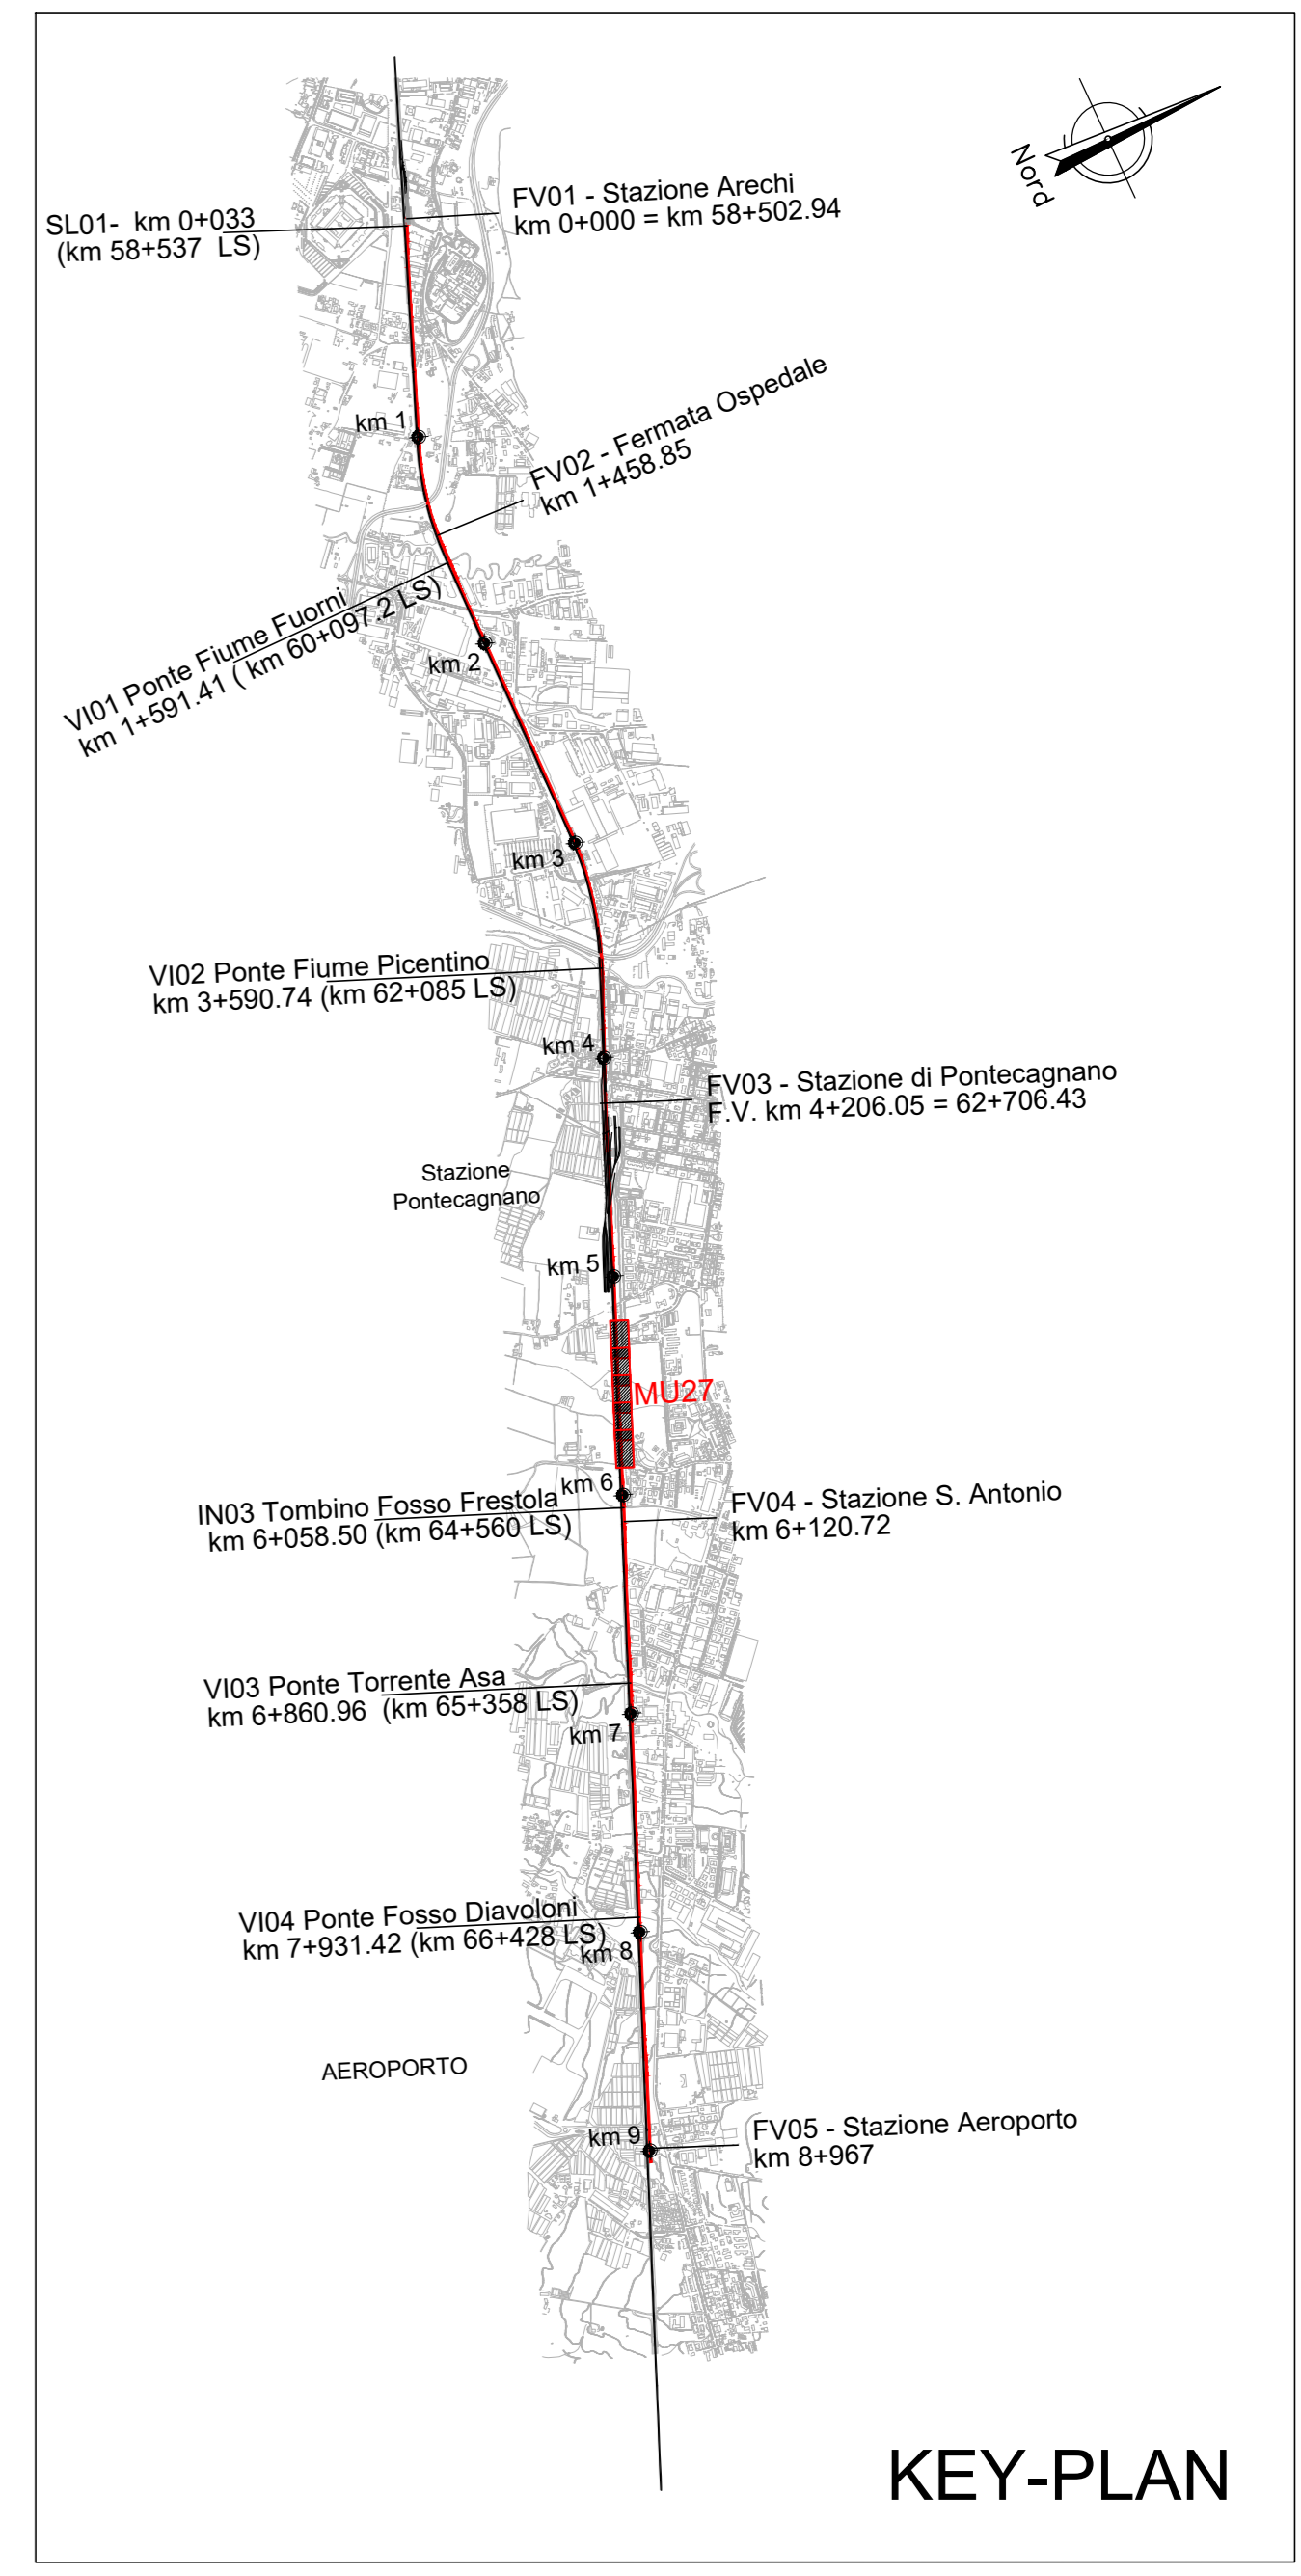 Nord
FV01 - Stazione Arechi
km 0+000 = km 58+502.94
SL01-  km 0+033
(km 58+537  LS)
km 1
FV02 - Fermata Ospedale
km 1+458.85
VI01 Ponte Fiume Fuorni
km 1+591.41 ( km 60+097.2 LS)
km 2
km 3
VI02 Ponte Fiume Picentino
km 3+590.74 (km 62+085 LS)
km 4
FV03 - Stazione di Pontecagnano
F.V. km 4+206.05 = 62+706.43
Stazione
Pontecagnano
km 5
MU27
km 6
IN03 Tombino Fosso Frestola
km 6+058.50 (km 64+560 LS)
FV04 - Stazione S. Antonio
km 6+120.72
VI03 Ponte Torrente Asa
km 6+860.96  (km 65+358 LS)
km 7
VI04 Ponte Fosso Diavoloni
km 7+931.42 (km 66+428 LS)
km 8
AEROPORTO
km 9
FV05 - Stazione Aeroporto
km 8+967
KEY-PLAN